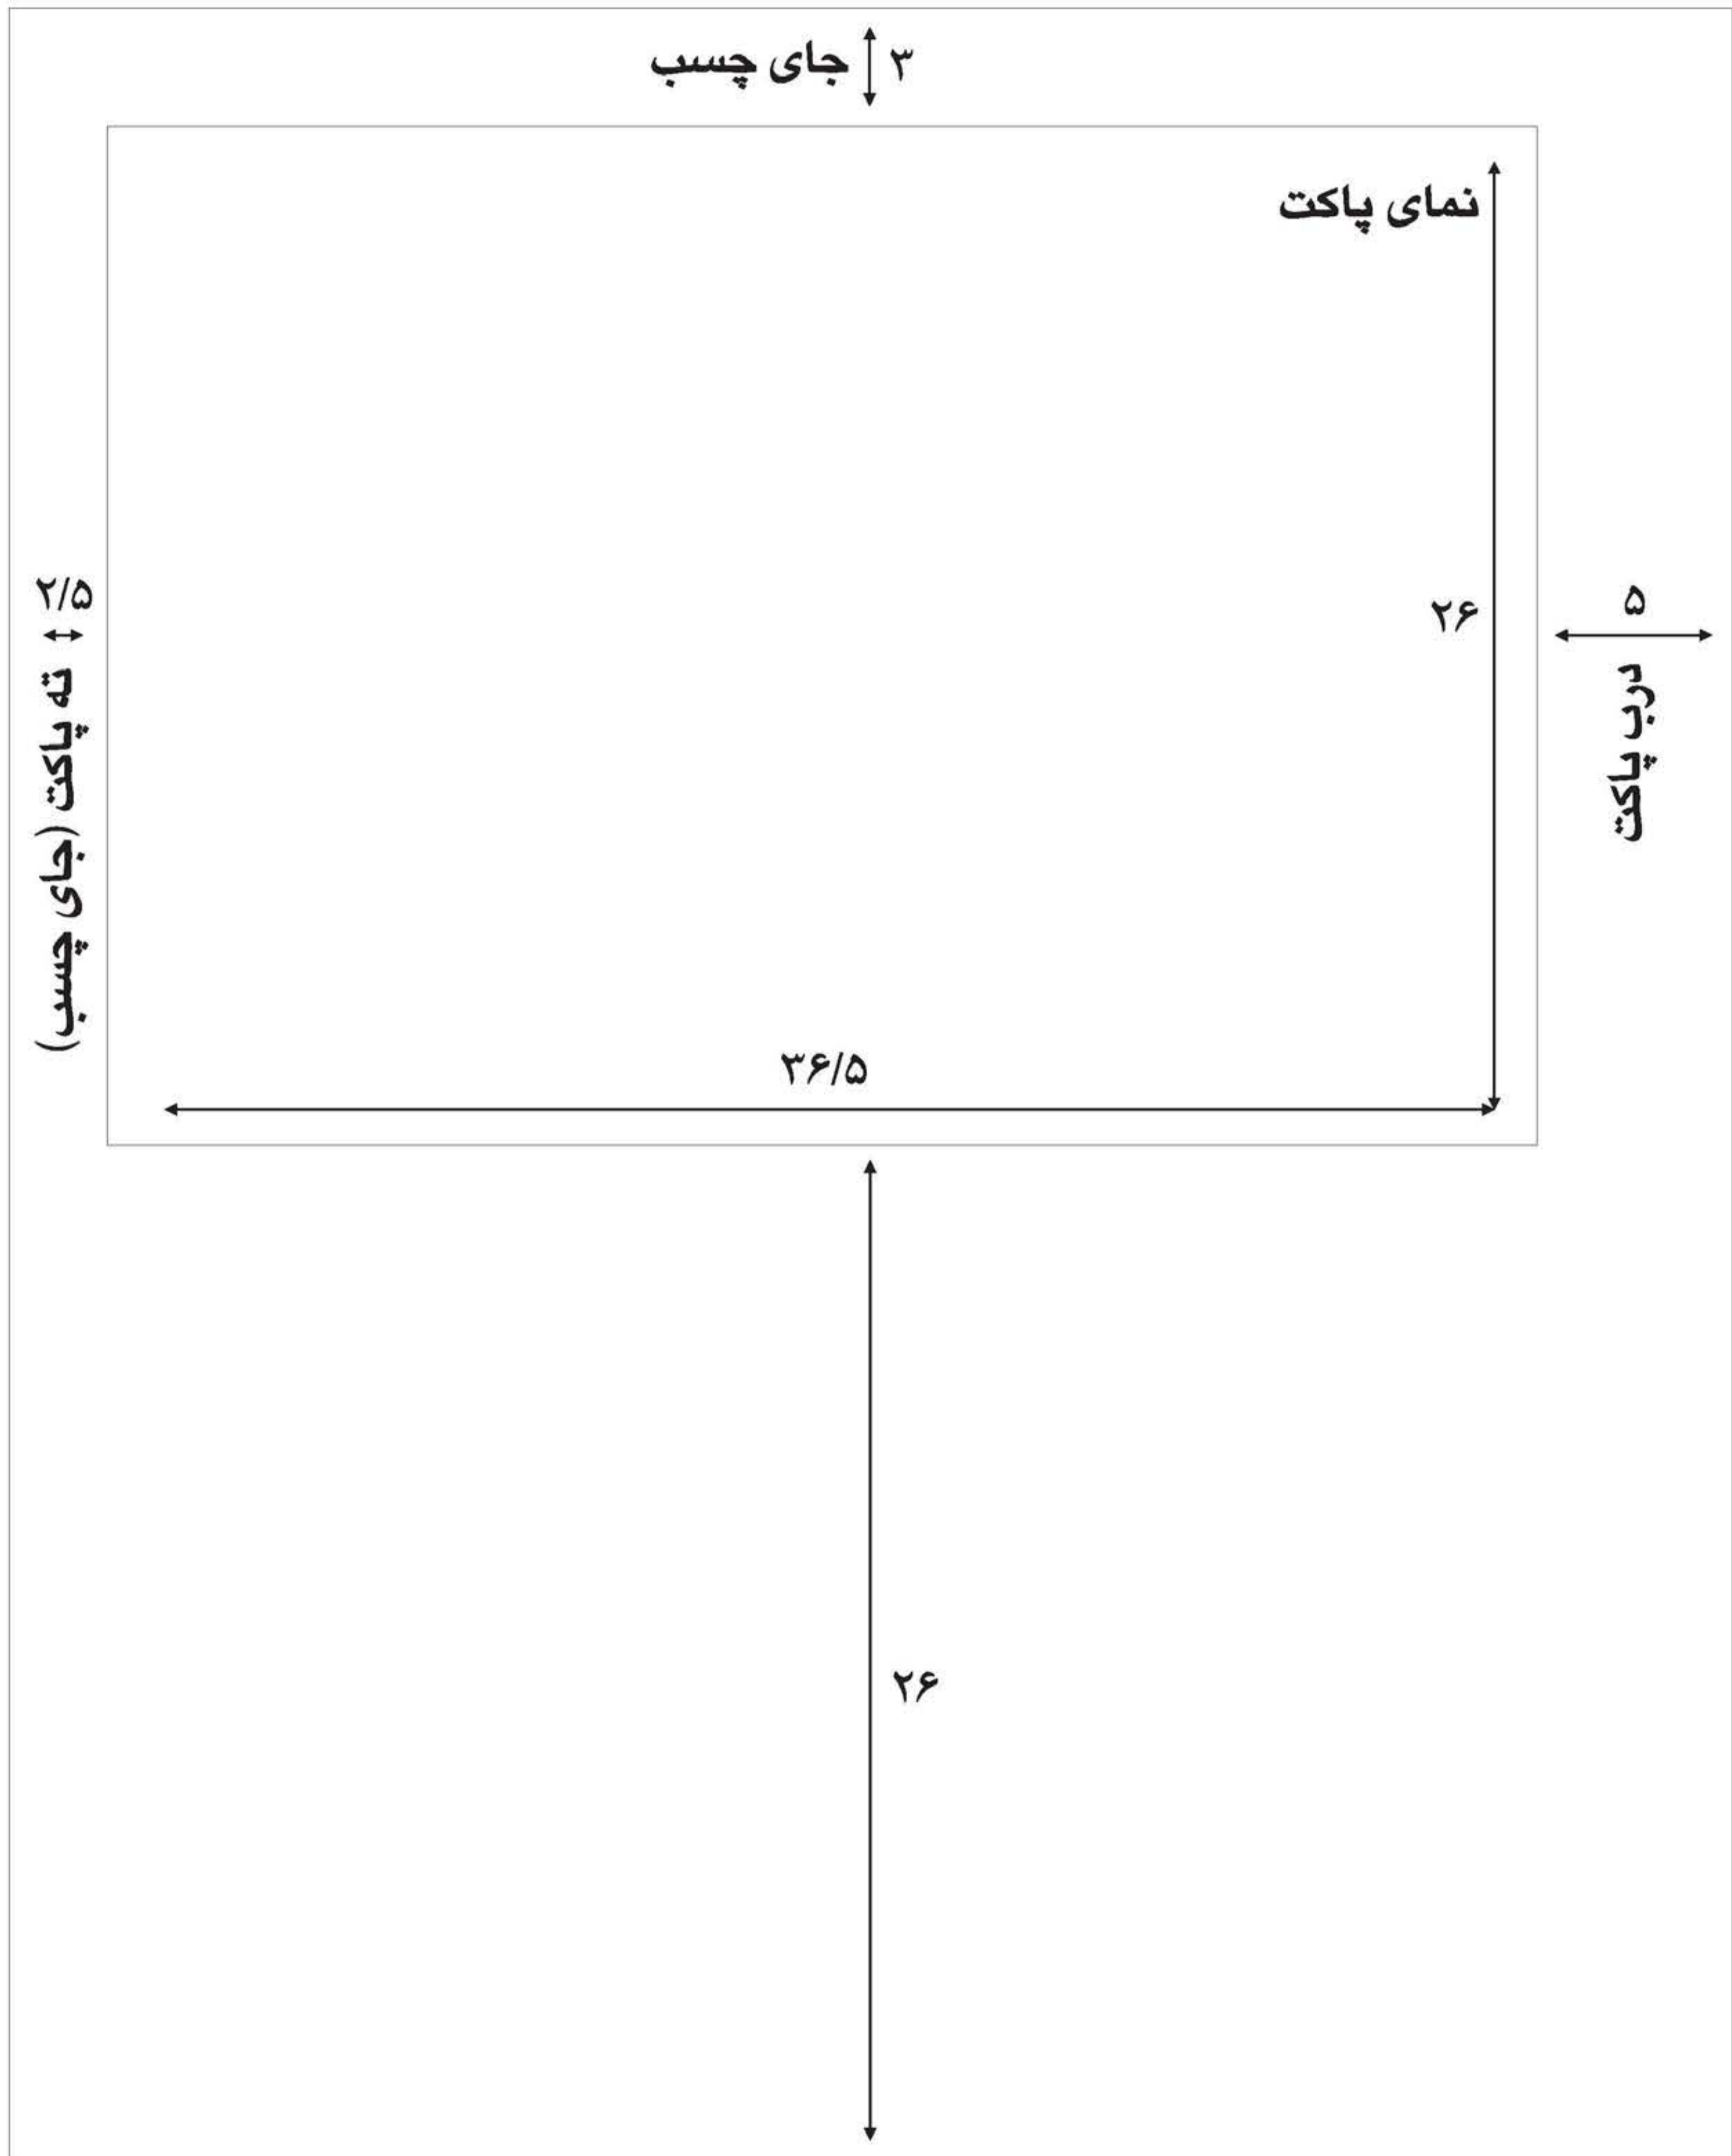 ۳ جای چسب
نمای پاکت
۲۶
۵
درب پاکت
۲/۵
ته پاکت (جای چسب)
۳۶/۵
۲۶